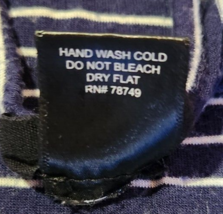 HAND WASH COLD
DO NOT BLEACH
DRY FLAT
RN# 78749